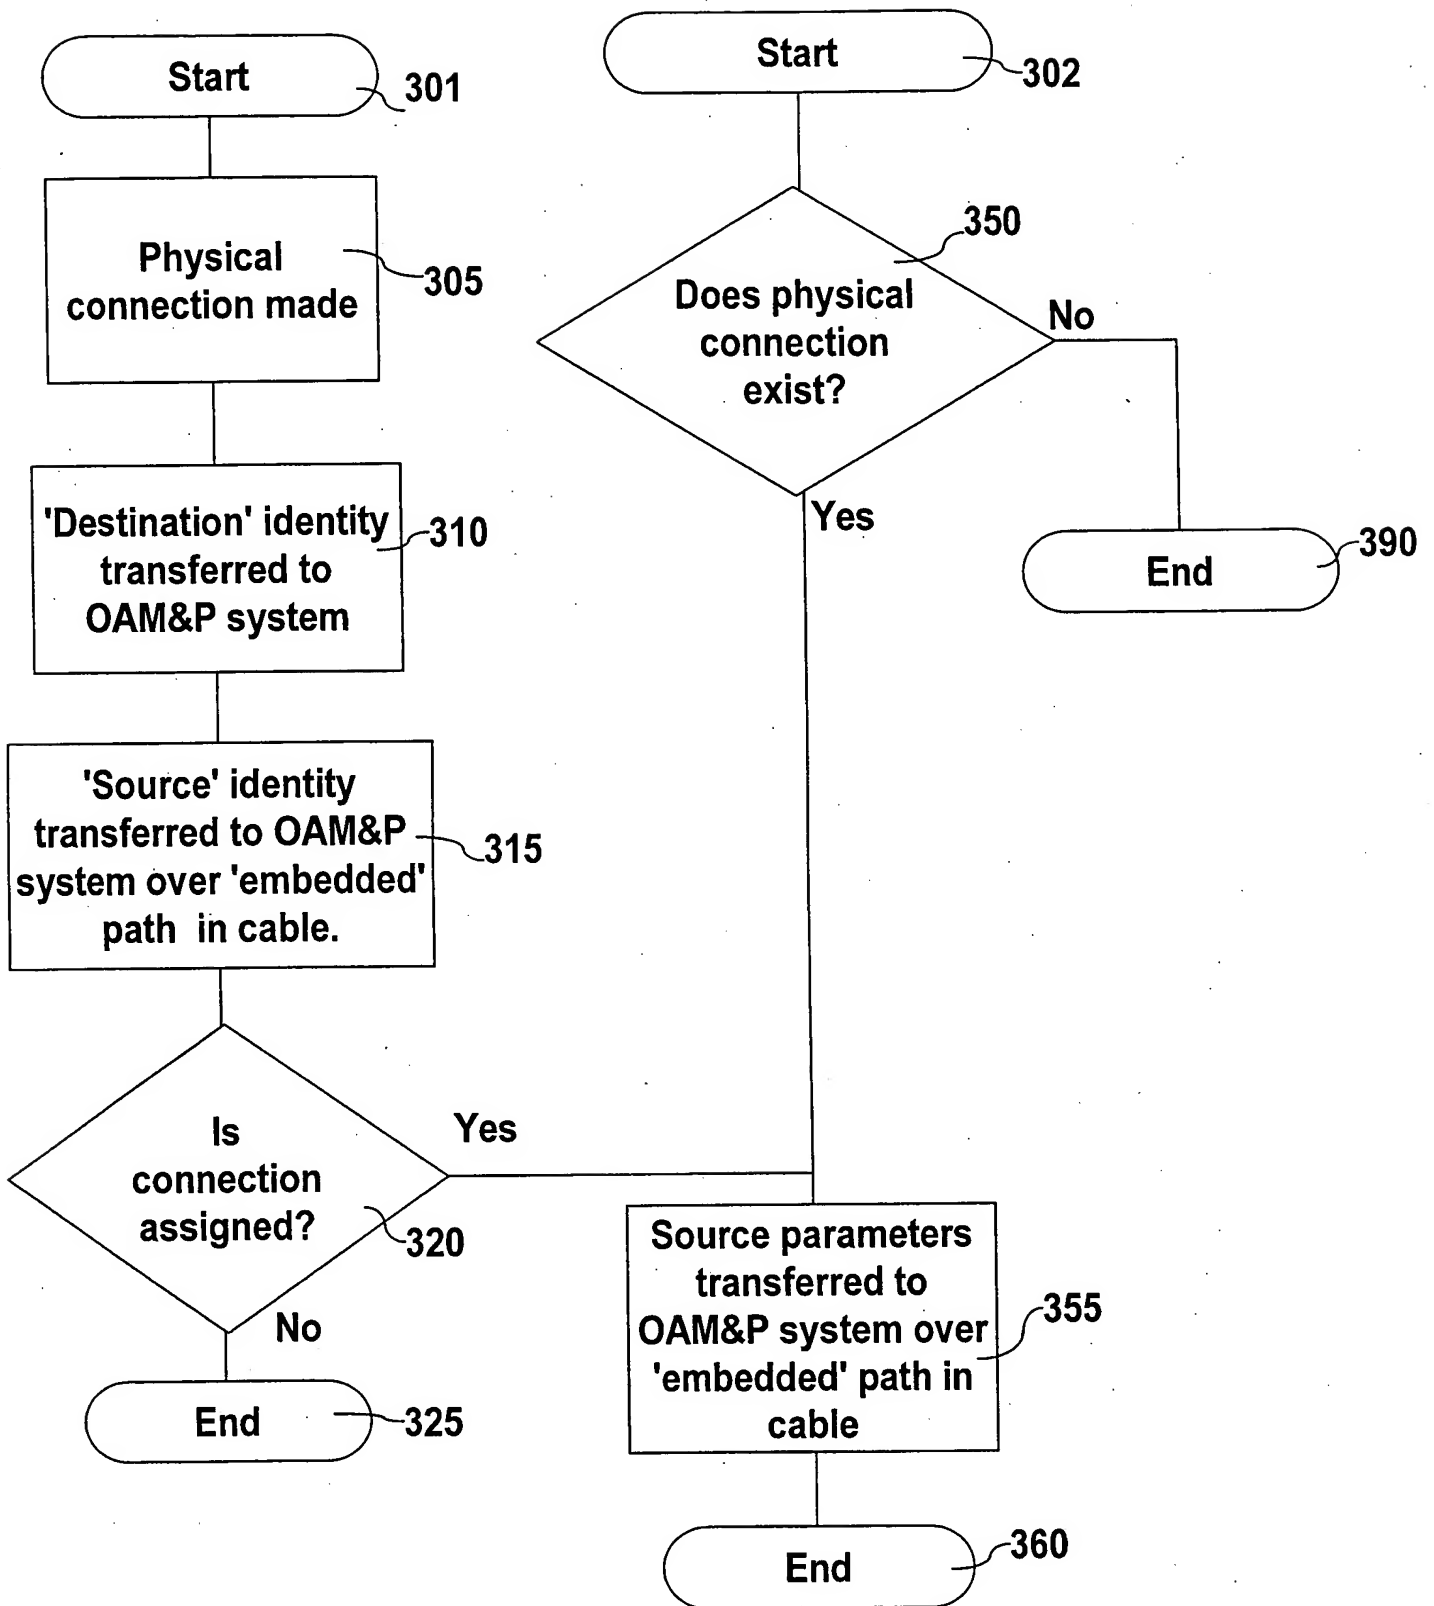 Start
301
Physical
connection made
305
'Destination' identity
transferred to
OAM&P system
310
'Source' identity
transferred to OAM&P
system over 'embedded'
path in cable.
315
Is
connection
assigned?
320
Yes
No
End
325
Start
302
Does physical
connection
exist?
350
No
Yes
End
390
Source parameters
transferred to
OAM&P system over
'embedded' path in
cable
355
End
360